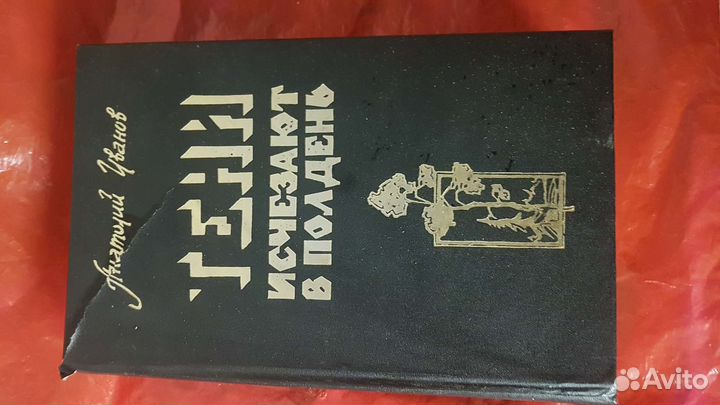 Анатолий Иванов
ТЕНИ
ИСЧЕЗАЮТ
В ПОЛДЕНЬ
Avito